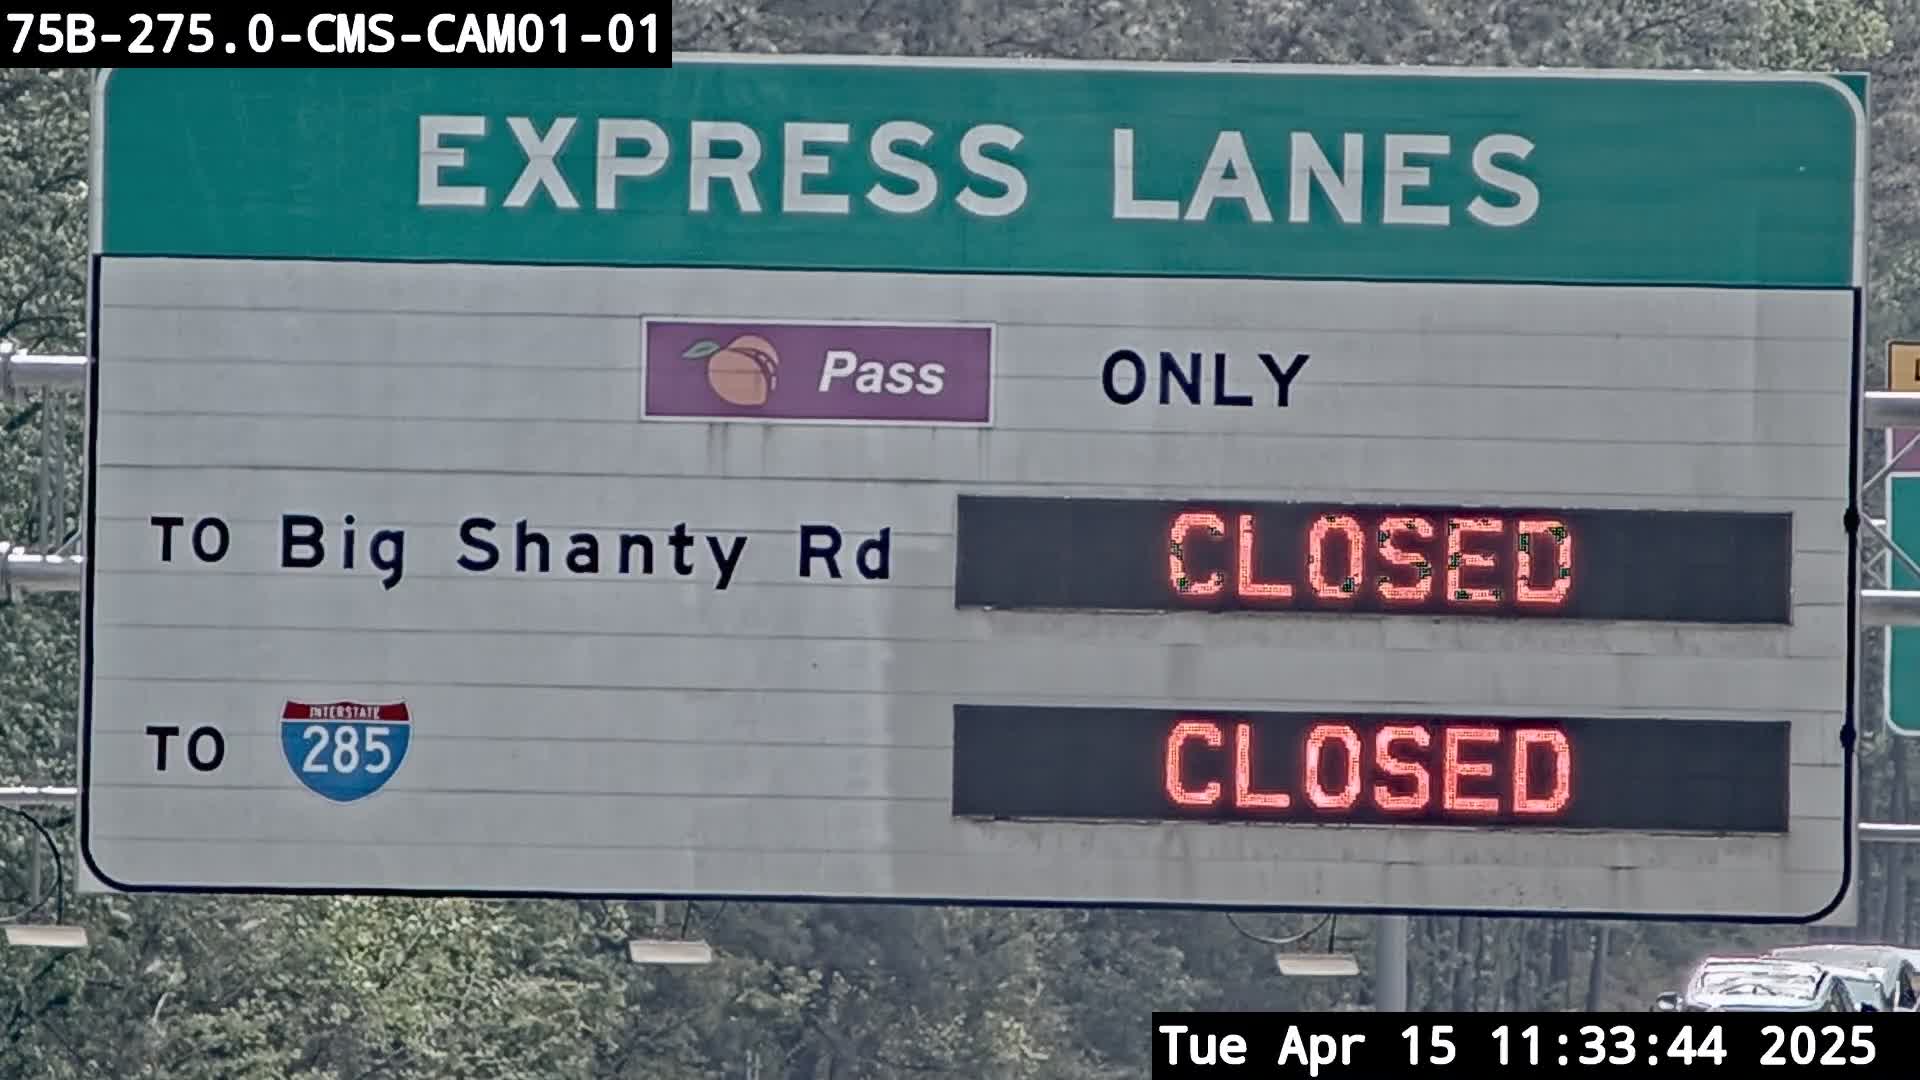 75B-275.0-CMS-CAM01-01
EXPRESS LANES
Pass ONLY
TO Big Shanty Rd CLOSED
TO INTERSTATE 285 CLOSED
Tue Apr 15 11:33:44 2025